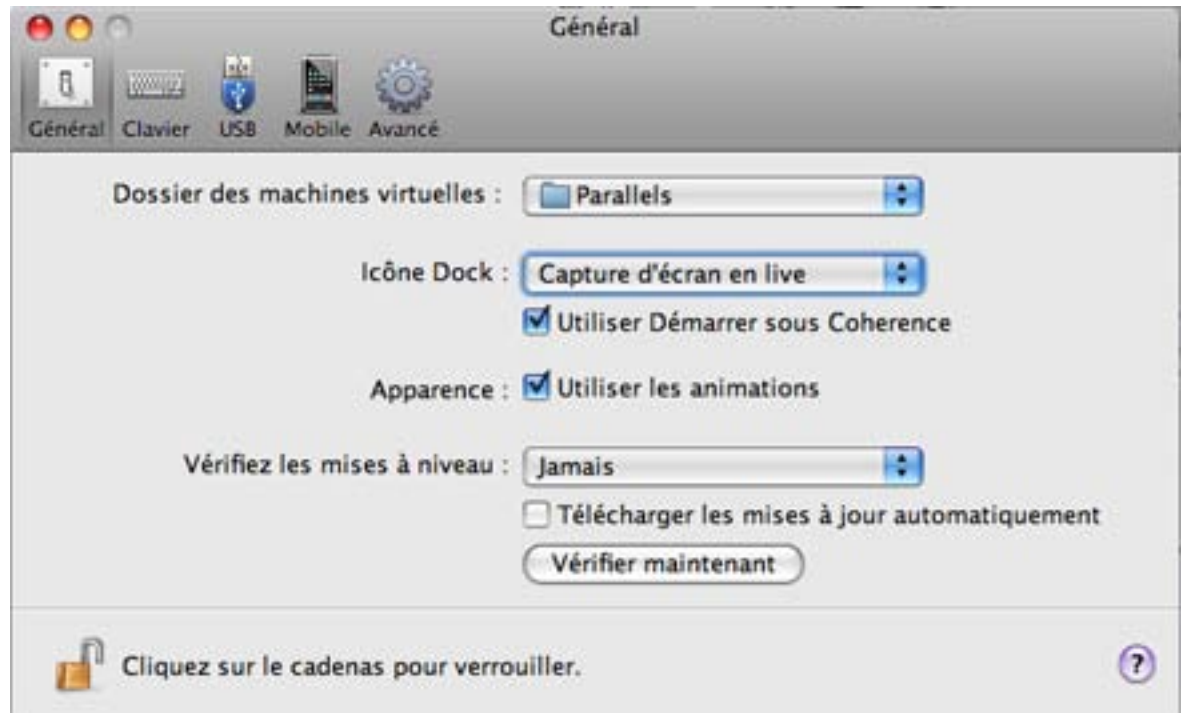 Général
Général Clavier USB Mobile Avancé
Dossier des machines virtuelles : Parallels
Icône Dock : Capture d'écran en live
Utiliser Démarrer sous Coherence
Apparence : Utiliser les animations
Vérifiez les mises à niveau : Jamais
Télécharger les mises à jour automatiquement
Vérifier maintenant
Cliquez sur le cadenas pour verrouiller.
?